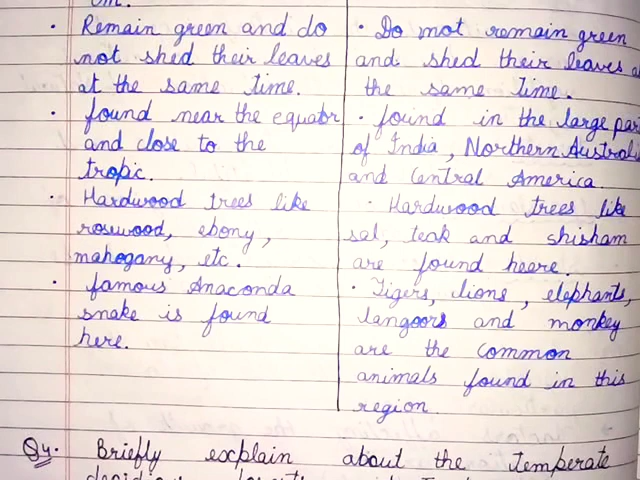 Remain green and do
not shed their leaves
at the same time.
found near the equator
and close to the
tropic.
Hardwood trees like
rosewood, ebony,
mahogany, etc.
famous Anaconda
snake is found
here.
Do not remain green
and shed their leaves
the same time.
found in the large
of India, Northern
and Central America.
Hardwood trees like
sal, teak and shisham
are found heere.
Tigers, lions, elephants,
langoors and monkey
are the common
animals found in this
region.
Q4. Briefly explain about the temperate